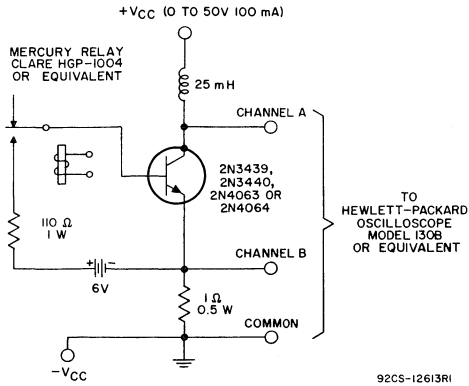 +VCC (0 TO 50V 100 mA)
MERCURY RELAY
CLARE HGP-1004
OR EQUIVALENT
25 mH
CHANNEL A
2N3439,
2N3440,
2N4063 OR
2N4064
TO
HEWLETT-PACKARD
OSCILLOSCOPE
MODEL 130B
OR EQUIVALENT
110 Ω
1 W
CHANNEL B
+ -
6V
1 Ω
0.5 W
COMMON
-VCC
92CS-12613R1